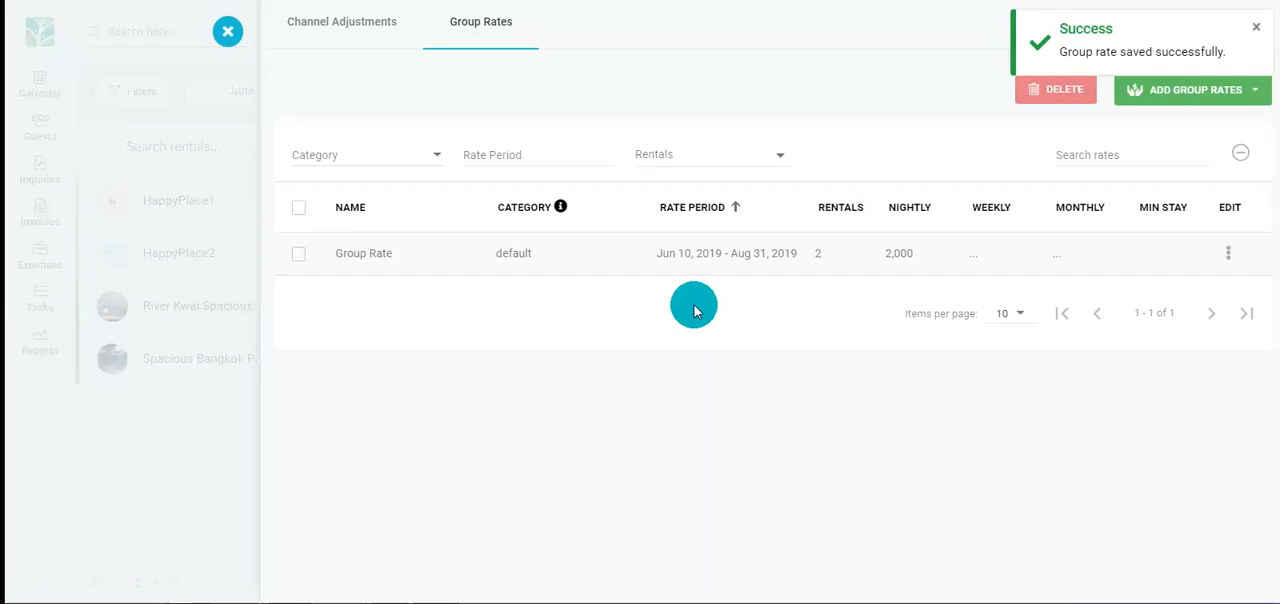 Channel Adjustments
Group Rates
Success
Group rate saved successfully.
DELETE
ADD GROUP RATES
Search here...
Calendar
Guests
Inquiries
Invoices
Expenses
Tasks
Reports
Filters
Search rentals...
HappyPlace1
HappyPlace2
River Kwai Spacious
Spacious Bangkok P
Category
Rate Period
Rentals
Search rates
NAME CATEGORY RATE PERIOD RENTALS NIGHTLY WEEKLY MONTHLY MIN STAY EDIT
Group Rate default Jun 10, 2019 - Aug 31, 2019 2 2,000 ... ...
Items per page: 10 1 - 1 of 1
1